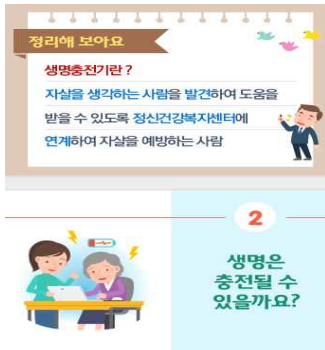 정리해 보아요
생명충전기란 ?
자살을 생각하는 사람을 발견하여 도움을
받을 수 있도록 정신건강복지센터에
연계하여 자살을 예방하는 사람
2
생명은
충전될 수
있을까요?